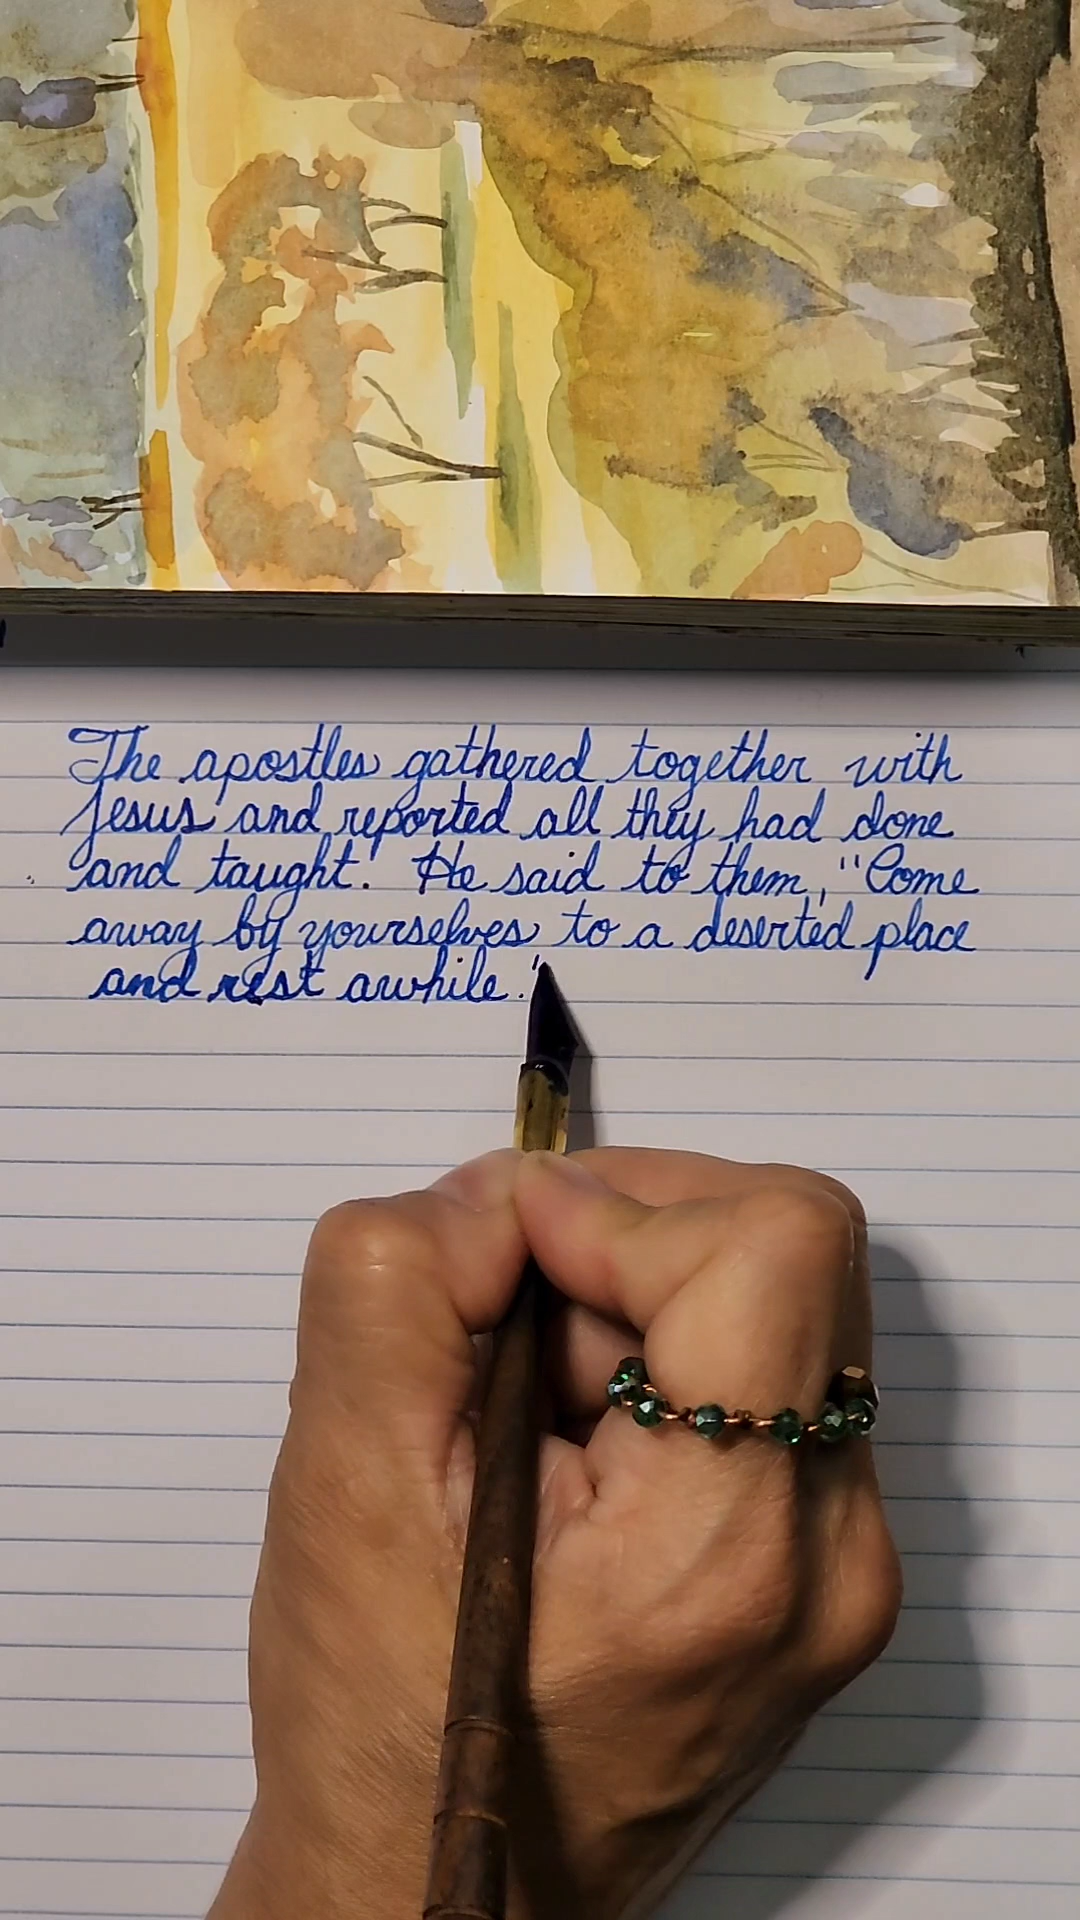 The apostles gathered together with
Jesus and reported all they had done
and taught. He said to them, "Come
away by yourselves to a deserted place
and rest awhile."